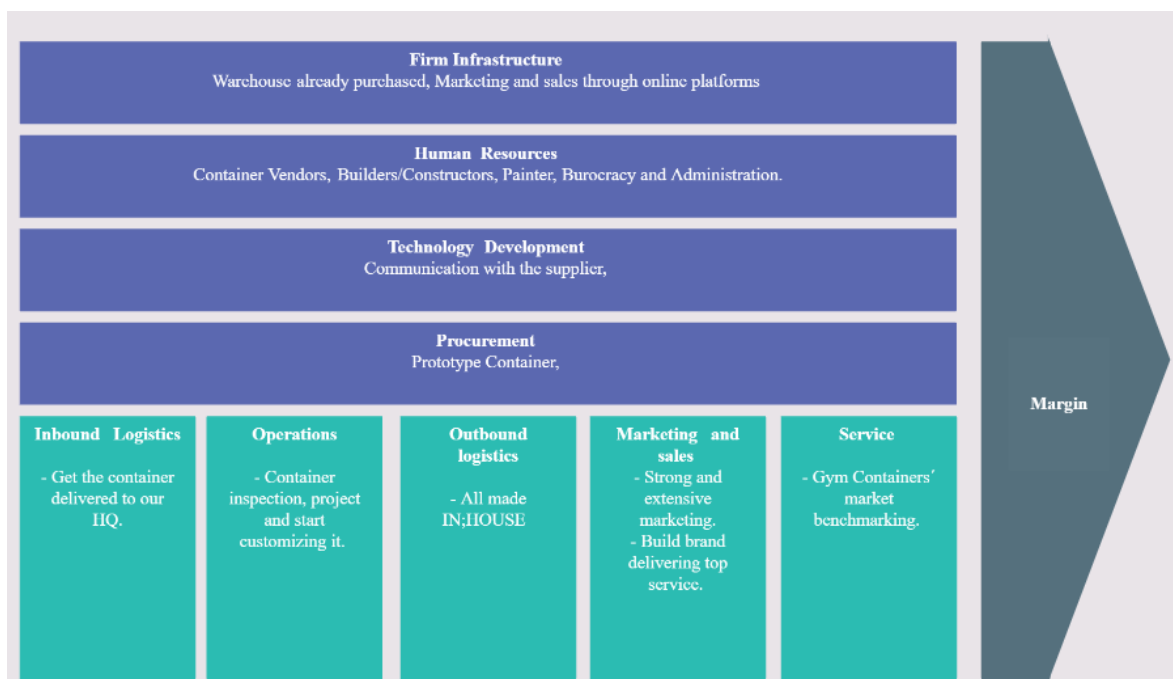 Firm Infrastructure
Warehouse already purchased, Marketing and sales through online platforms
Human Resources
Container Vendors, Builders/Constructors, Painter, Burocracy and Administration.
Technology Development
Communication with the supplier,
Procurement
Prototype Container,
Inbound Logistics
- Get the container
delivered to our
HQ.
Operations
- Container
inspection, project
and start
customizing it.
Outbound
logistics
- All made
IN;HOUSE
Marketing and
sales
- Strong and
extensive
marketing.
- Build brand
delivering top
service.
Service
- Gym Containers´
market
benchmarking.
Margin